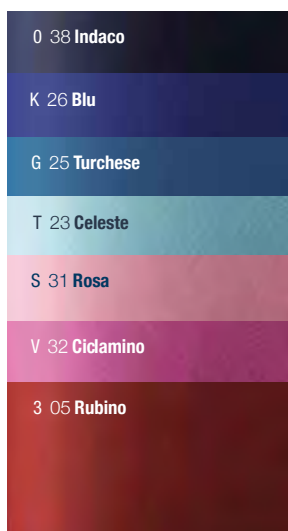 0 38 Indaco
K 26 Blu
G 25 Turchese
T 23 Celeste
S 31 Rosa
V 32 Ciclamino
3 05 Rubino